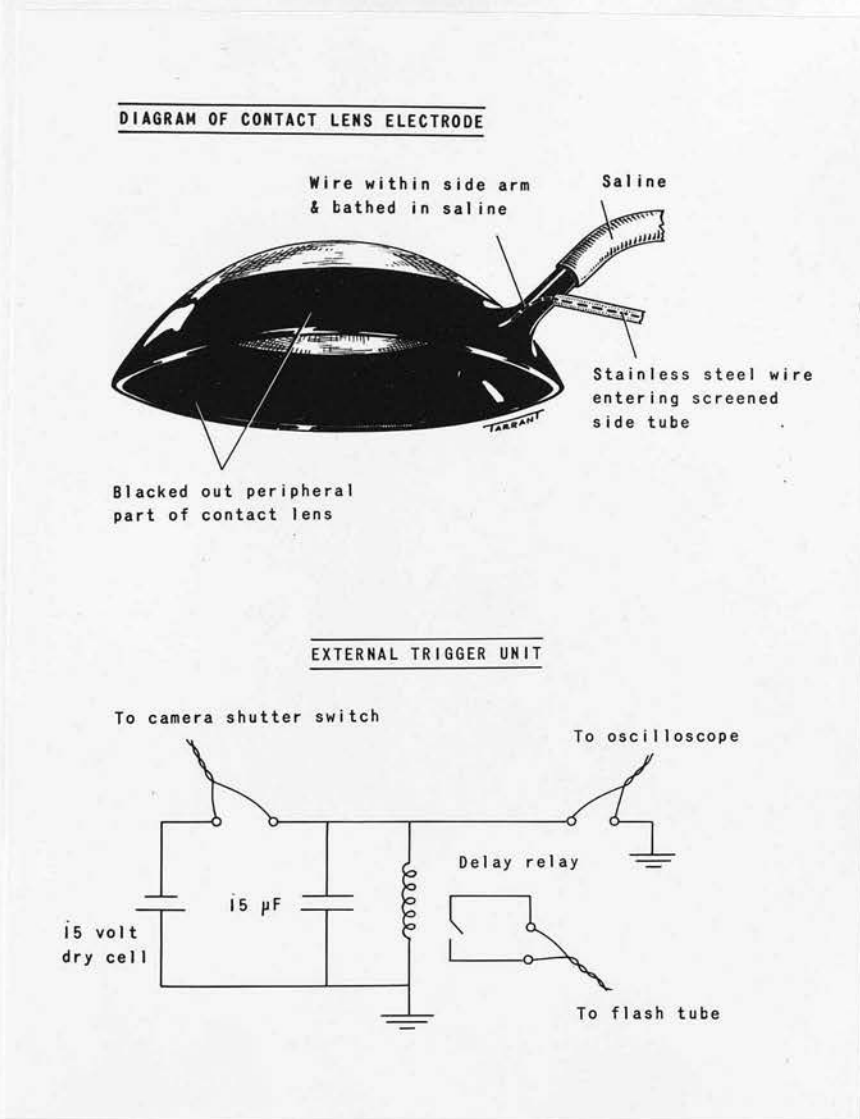 DIAGRAM OF CONTACT LENS ELECTRODE
Wire within side arm
& bathed in saline
Saline
Stainless steel wire
entering screened
side tube
TARRANT
Blacked out peripheral
part of contact lens
EXTERNAL TRIGGER UNIT
To camera shutter switch
To oscilloscope
Delay relay
15 µF
15 volt
dry cell
To flash tube